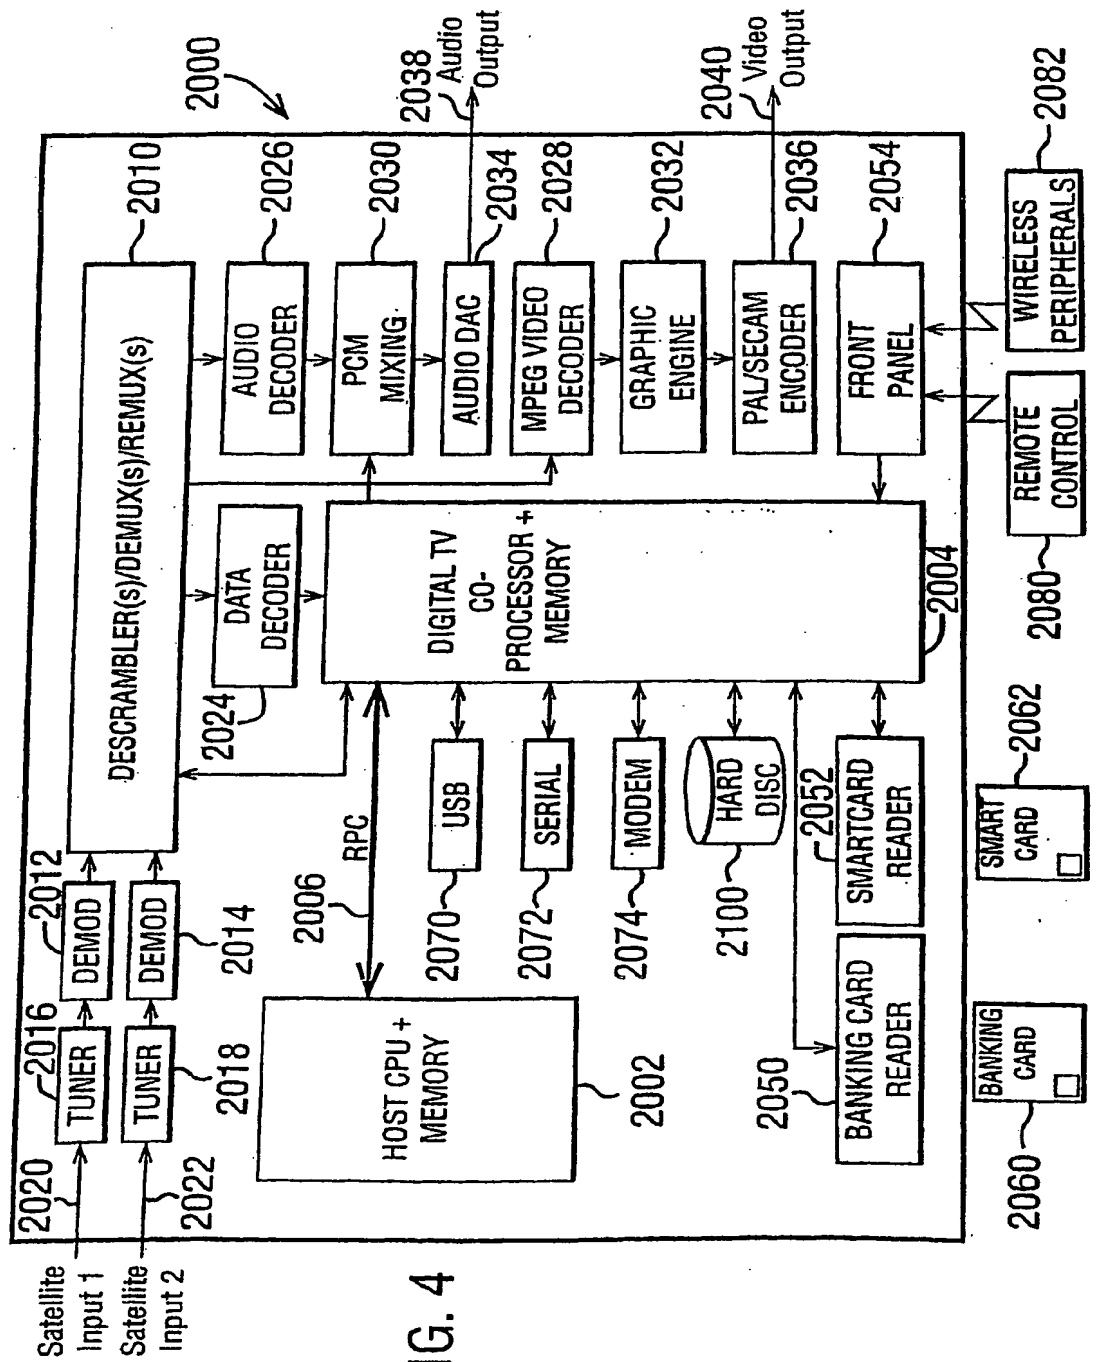 2000
Satellite
Input 1
2020
TUNER
2016
DEMOD
2012
DESCRAMBLER(s)/DEMUX(s)/REMUX(s)
2010
Satellite
Input 2
2022
TUNER
2018
DEMOD
2014
DATA
DECODER
2024
AUDIO
DECODER
2026
PCM
MIXING
2030
AUDIO DAC
2034
2038
Audio
Output
MPEG VIDEO
DECODER
2028
GRAPHIC
ENGINE
2032
PAL/SECAM
ENCODER
2036
2040
Video
Output
FRONT
PANEL
2054
HOST CPU +
MEMORY
2002
RPC
2006
DIGITAL TV
CO-
PROCESSOR +
MEMORY
2004
USB
2070
SERIAL
2072
MODEM
2074
HARD
DISC
2100
SMARTCARD
READER
2052
BANKING CARD
READER
2050
BANKING
CARD
2060
SMART
CARD
2062
REMOTE
CONTROL
2080
WIRELESS
PERIPHERALS
2082
IG. 4